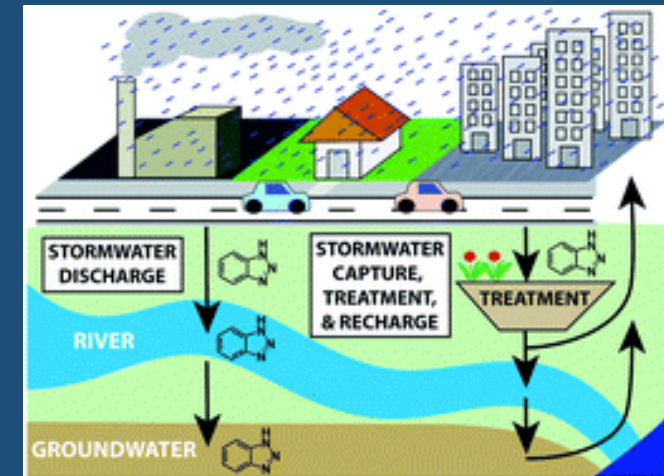 STORMWATER
DISCHARGE
STORMWATER
CAPTURE,
TREATMENT,
& RECHARGE
TREATMENT
RIVER
GROUNDWATER
H
N
N
N
H
N
N
N
H
N
N
N
H
N
N
N